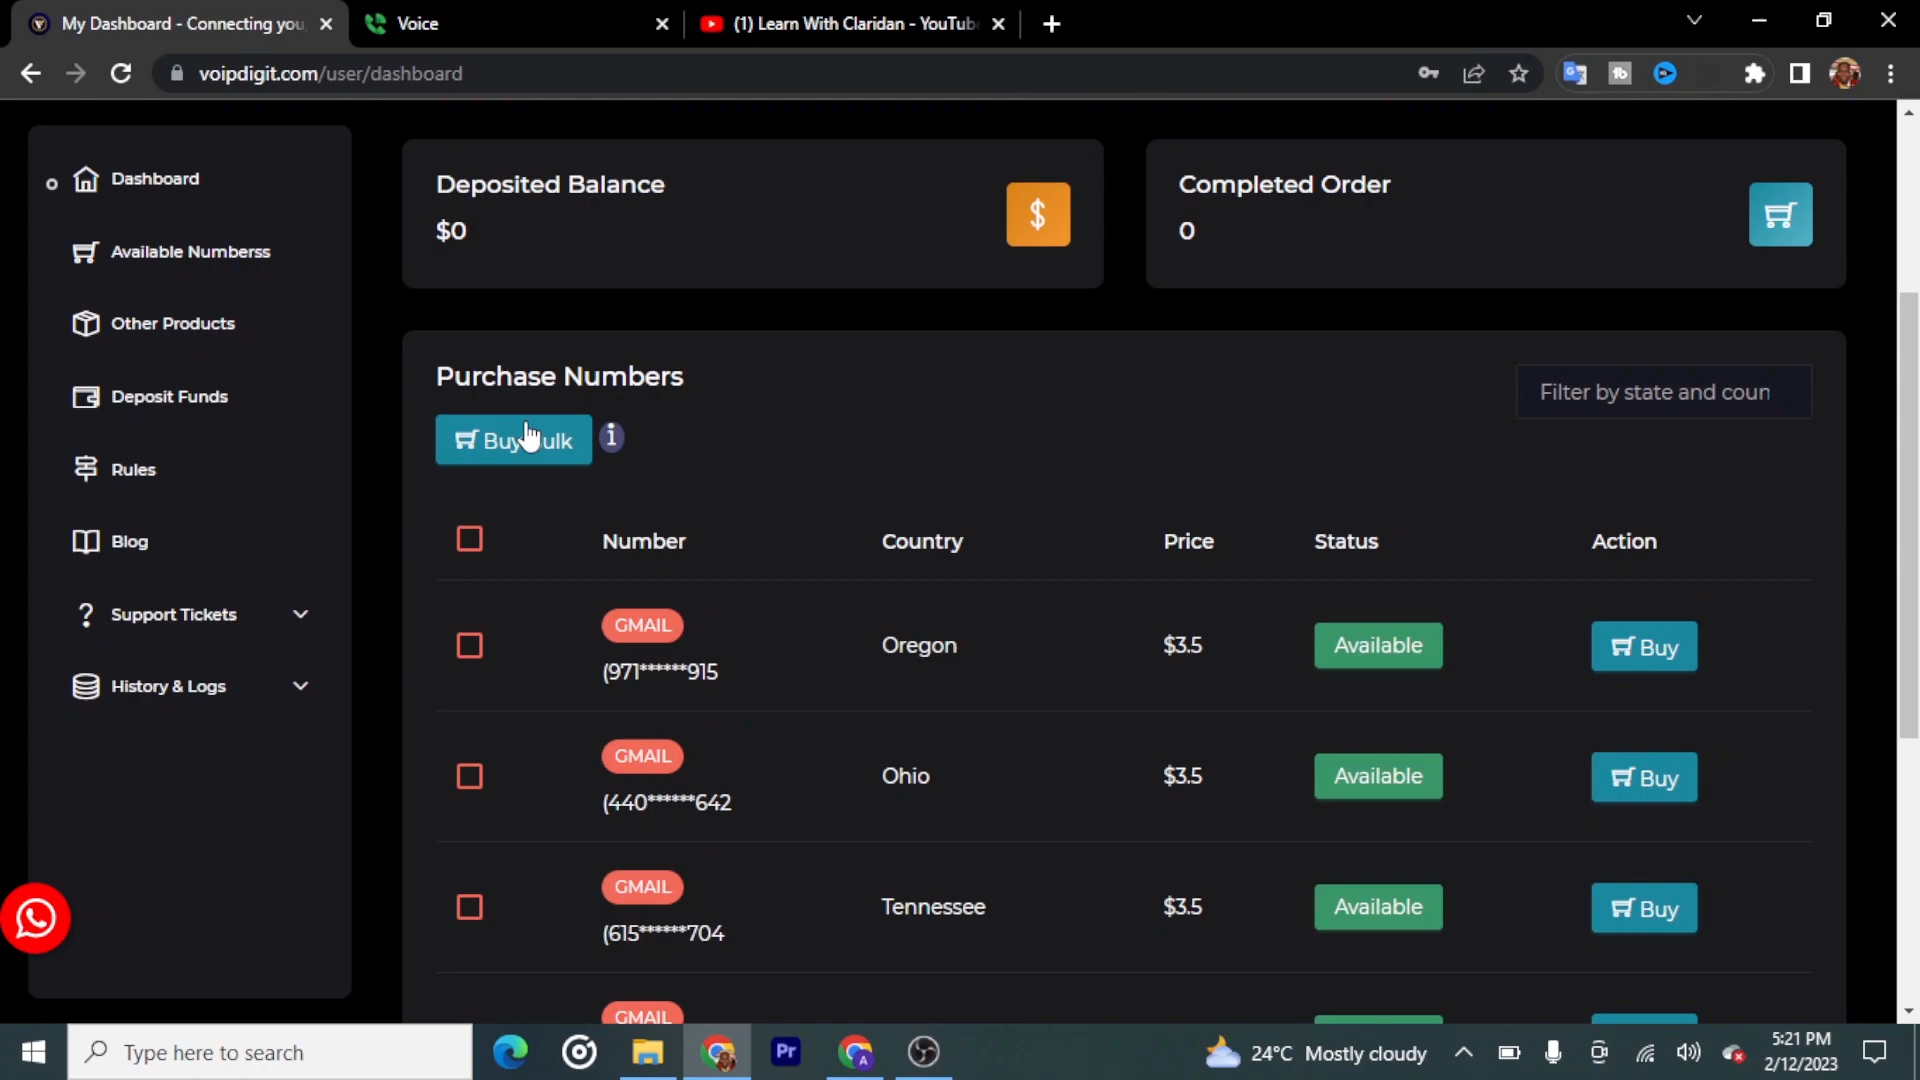 My Dashboard - Connecting you
Voice
(1) Learn With Claridan - YouTub
voipdigit.com/user/dashboard
Dashboard
Available Numberss
Other Products
Deposit Funds
Rules
Blog
Support Tickets
History & Logs
Deposited Balance
$0
$
Completed Order
0
Purchase Numbers
Filter by state and coun
Buy ulk
i
Number Country Price Status Action
GMAIL
(971******915 Oregon $3.5 Available Buy
GMAIL
(440******642 Ohio $3.5 Available Buy
GMAIL
(615******704 Tennessee $3.5 Available Buy
GMAIL
Type here to search
Pr
A
24°C Mostly cloudy
5:21 PM
2/12/2023